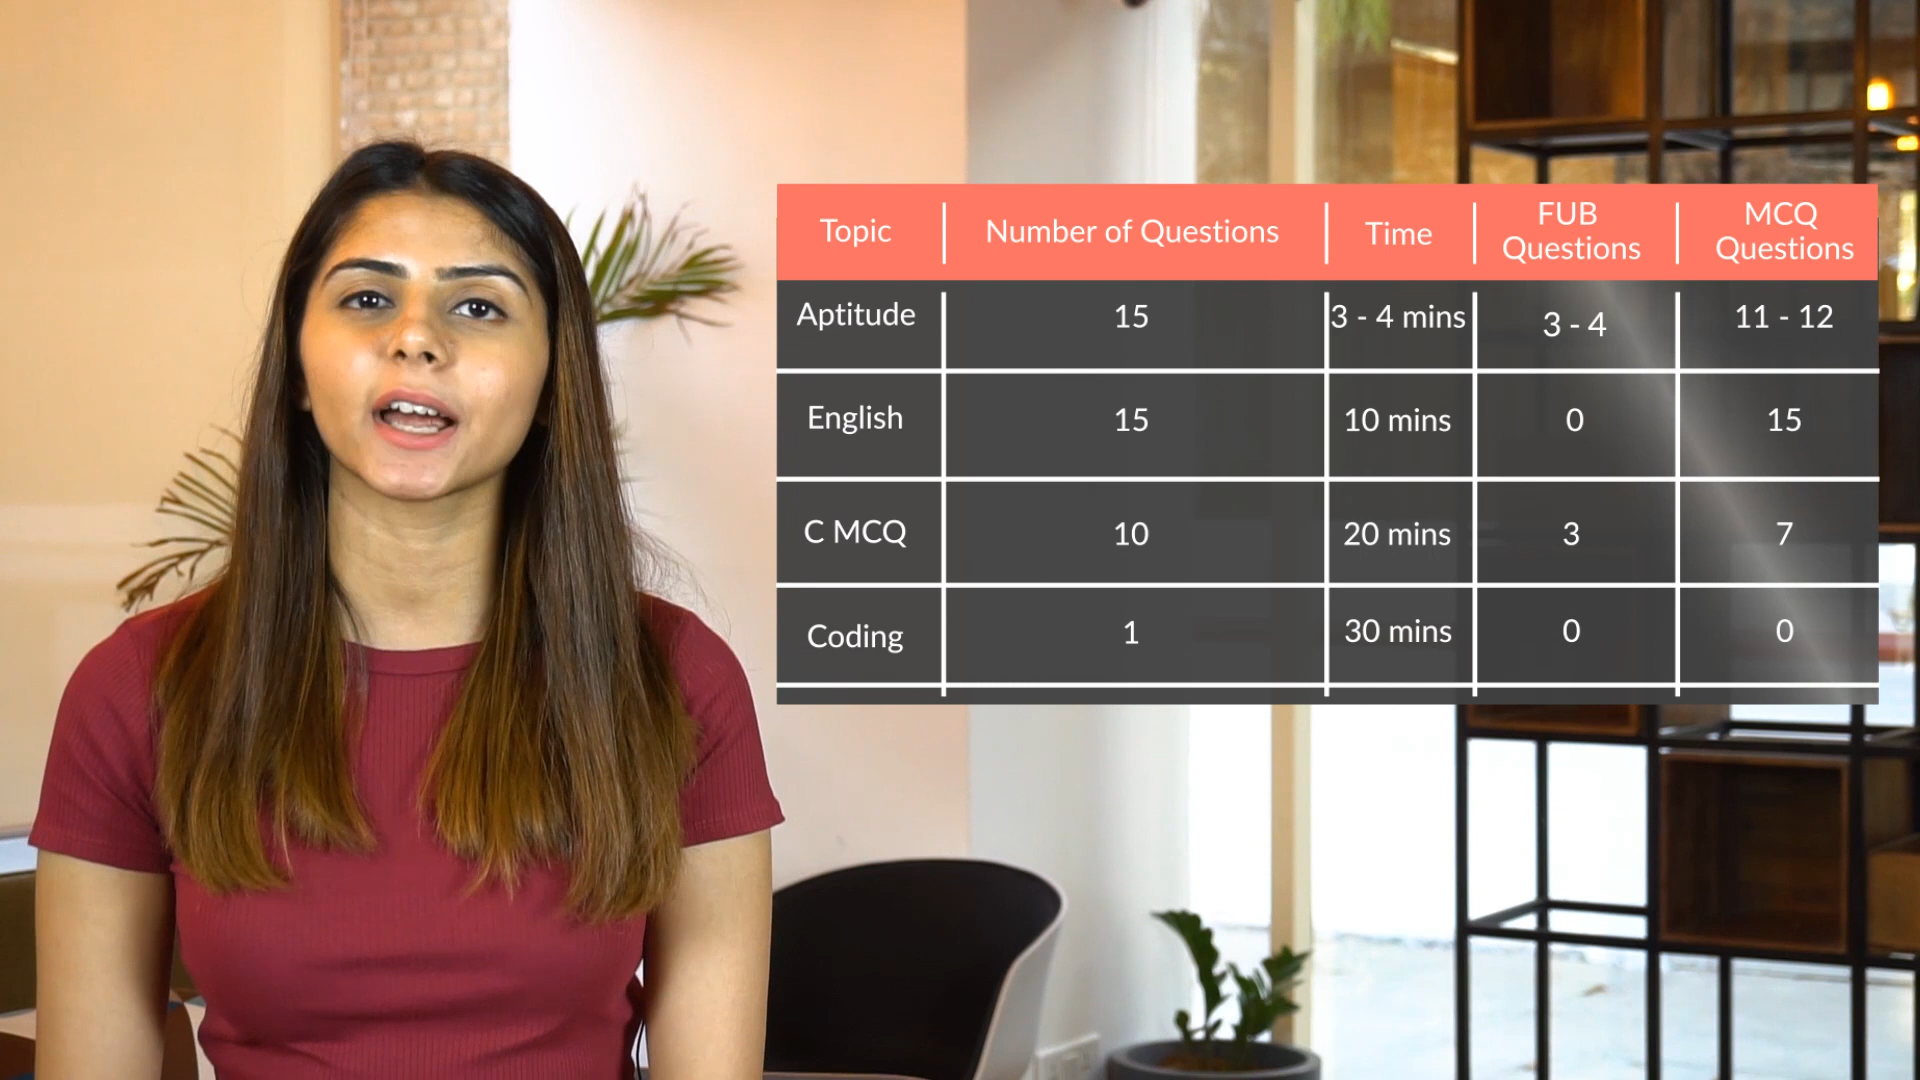 Topic Number of Questions Time FUB Questions MCQ Questions
Aptitude 15 3 - 4 mins 3 - 4 11 - 12
English 15 10 mins 0 15
C MCQ 10 20 mins 3 7
Coding 1 30 mins 0 0